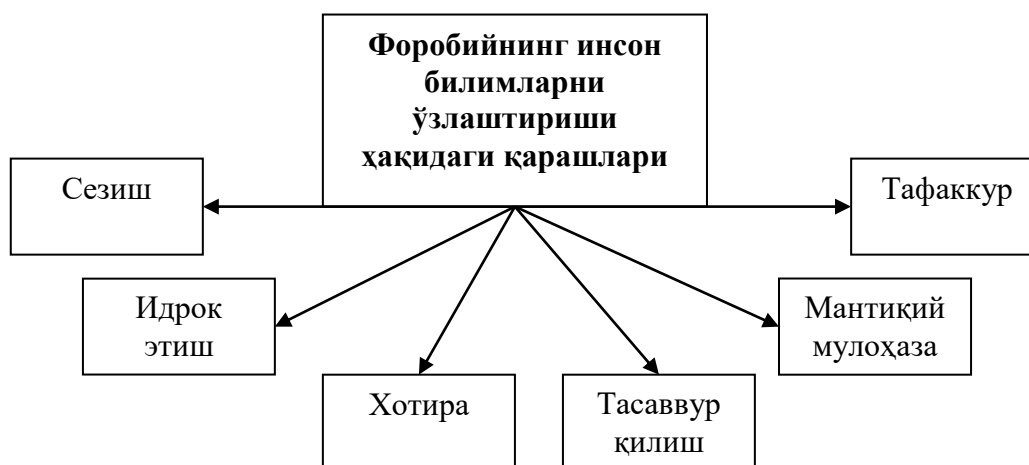 Форобийнинг инсон
билимларни
ўзлаштириши
ҳақидаги қарашлари
Сезиш
Тафаккур
Идрок
этиш
Мантиқий
мулоҳаза
Хотира
Тасаввур
қилиш